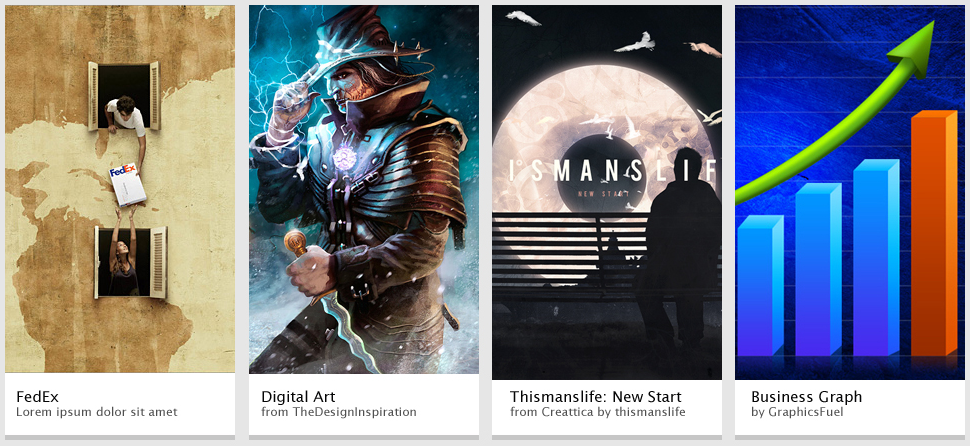 FedEx
I°SMANSLIF
NEW START
FedEx
Lorem ipsum dolor sit amet
Digital Art
from TheDesignInspiration
Thismanslife: New Start
from Creattica by thismanslife
Business Graph
by GraphicsFuel